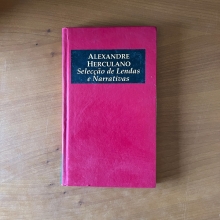 ALEXANDRE
HERCULANO
Selecção de Lendas
e Narrativas